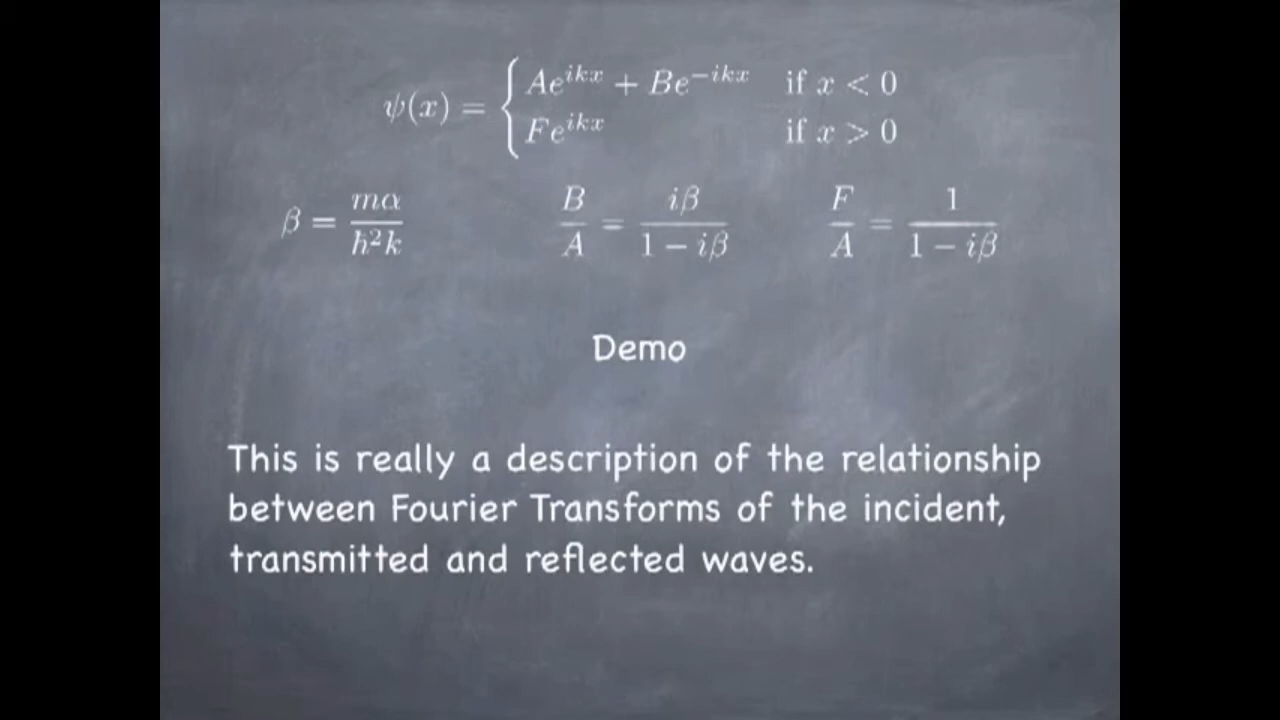 ψ(x) = { Ae^{ikx} + Be^{−ikx} if x < 0
Fe^{ikx} if x > 0
β = mα / ħ²k B/A = iβ / (1 − iβ) F/A = 1 / (1 − iβ)
Demo
This is really a description of the relationship
between Fourier Transforms of the incident,
transmitted and reflected waves.